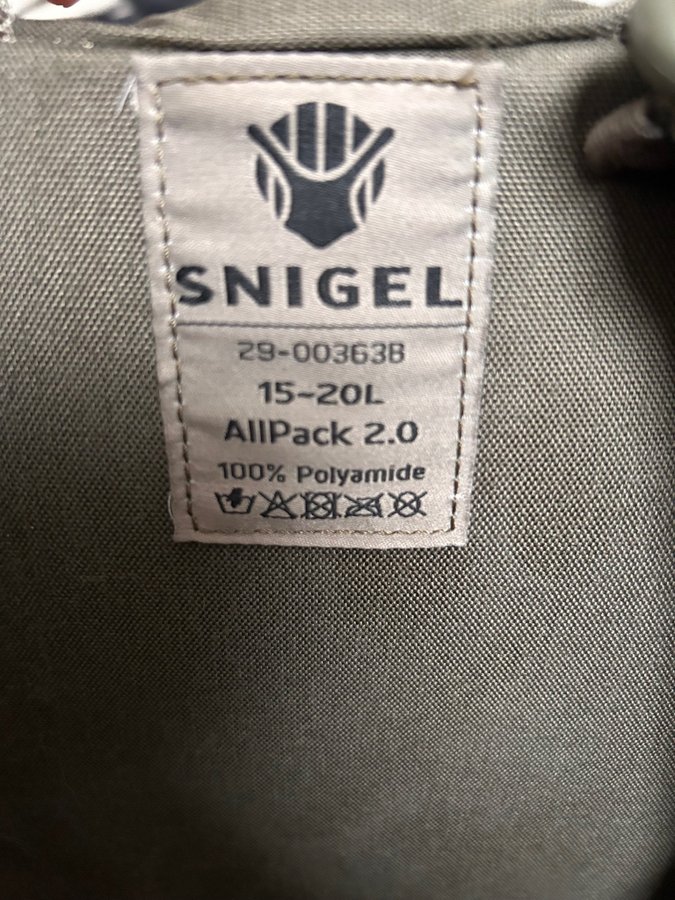 SNIGEL
29-00363B
15-20L
AllPack 2.0
100% Polyamide